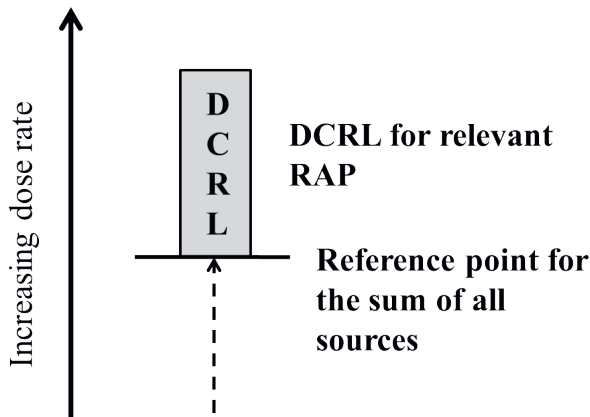 Increasing dose rate
D
C
R
L
DCRL for relevant
RAP
Reference point for
the sum of all
sources